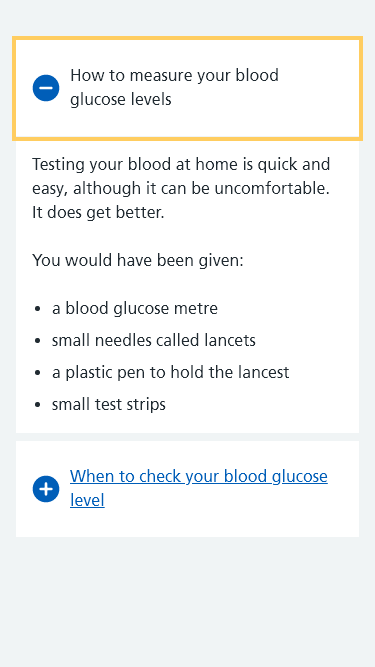 How to measure your blood
glucose levels
Testing your blood at home is quick and
easy, although it can be uncomfortable.
It does get better.
You would have been given:
• a blood glucose metre
• small needles called lancets
• a plastic pen to hold the lancest
• small test strips
When to check your blood glucose
level